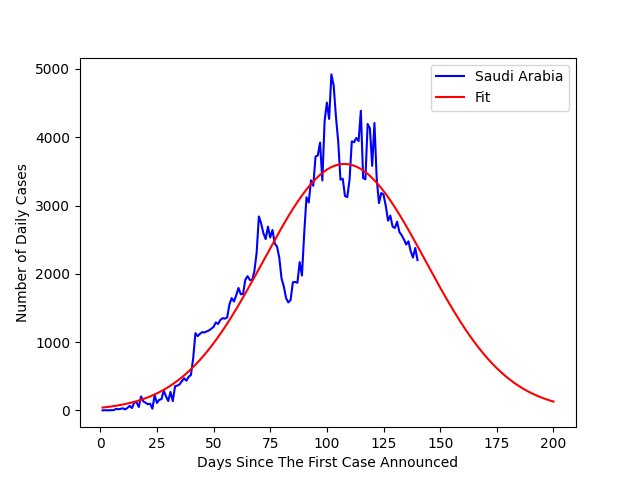 Saudi Arabia
Fit
5000
4000
3000
2000
1000
0
Number of Daily Cases
0 25 50 75 100 125 150 175 200
Days Since The First Case Announced